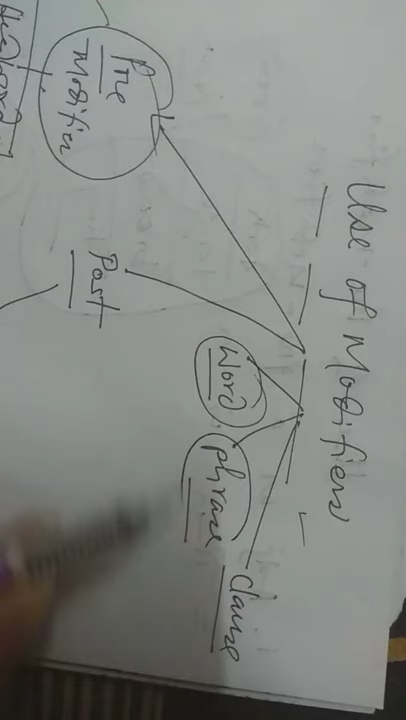 Use of Modifiers
Pre
Modifier
Post
Word
phrase
clause